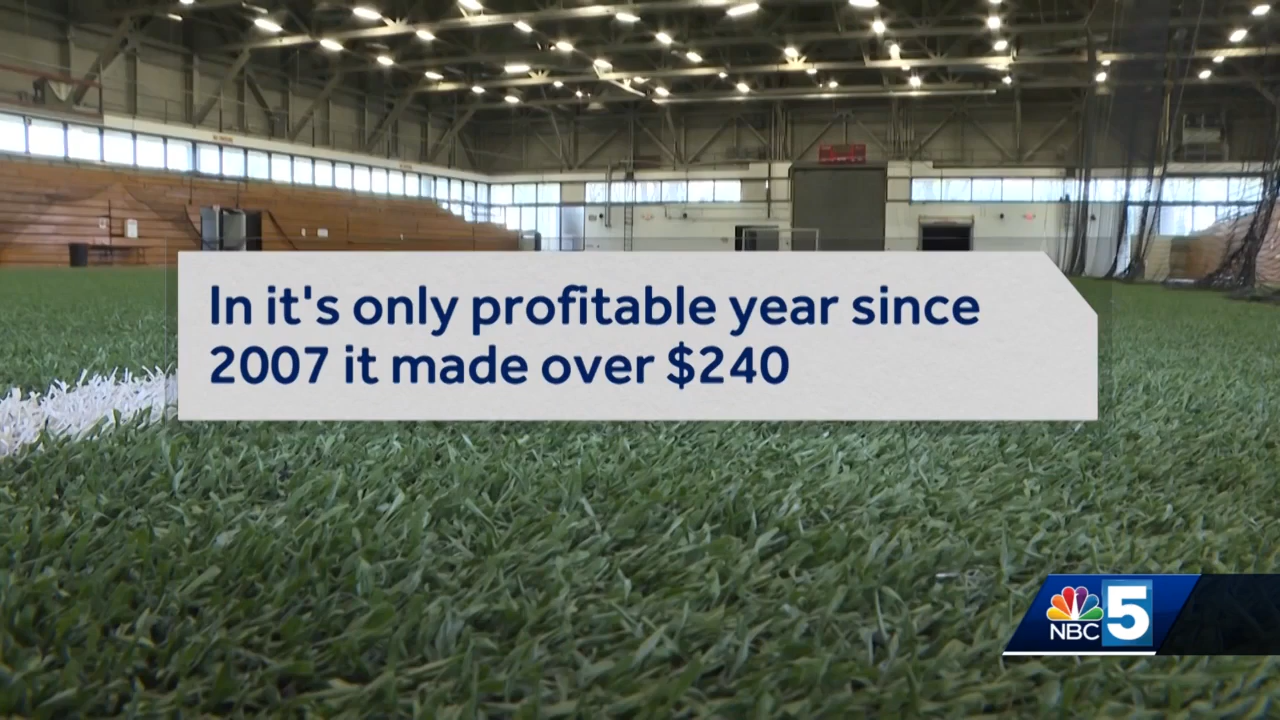 In it's only profitable year since
2007 it made over $240
NBC 5